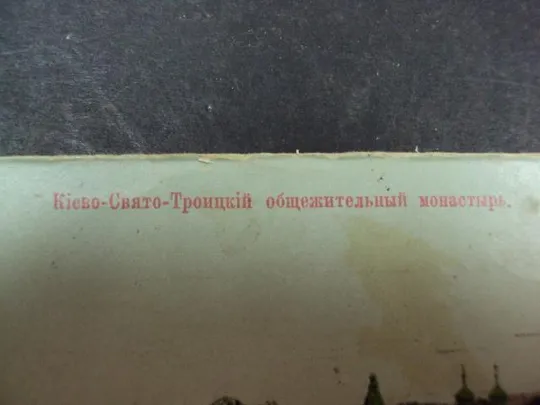 Кіево-Свято-Троицкій общежительный монастырь.